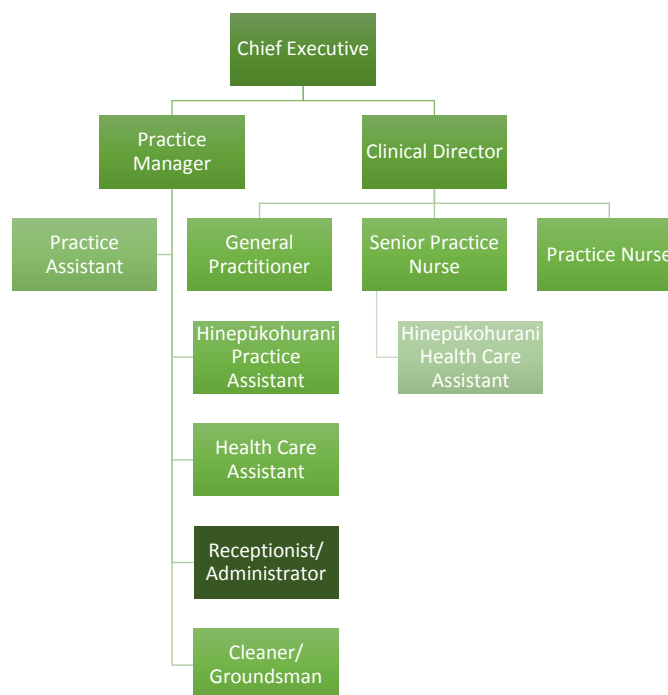 Chief Executive
Practice
Manager
Clinical Director
Practice
Assistant
General
Practitioner
Senior Practice
Nurse
Practice Nurse
Hinepūkohurani
Practice
Assistant
Hinepūkohurani
Health Care
Assistant
Health Care
Assistant
Receptionist/
Administrator
Cleaner/
Groundsman